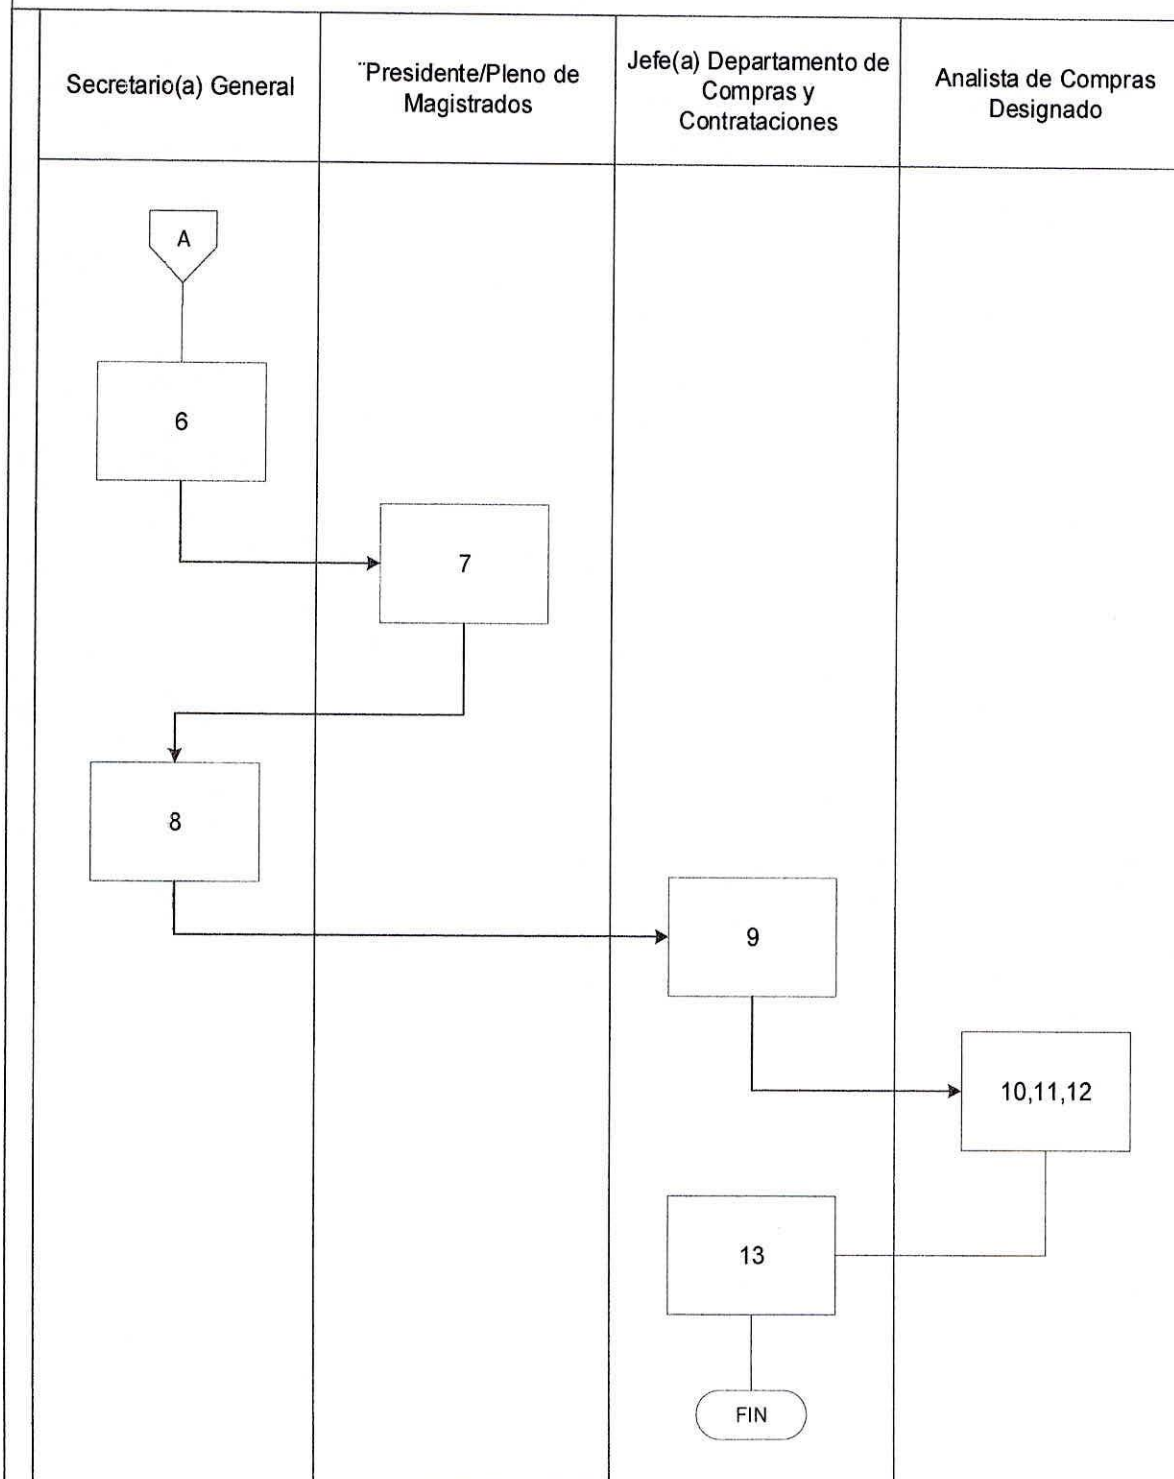 Secretario(a) General
¨Presidente/Pleno de
Magistrados
Jefe(a) Departamento de
Compras y
Contrataciones
Analista de Compras
Designado
A
6
7
8
9
10,11,12
13
FIN